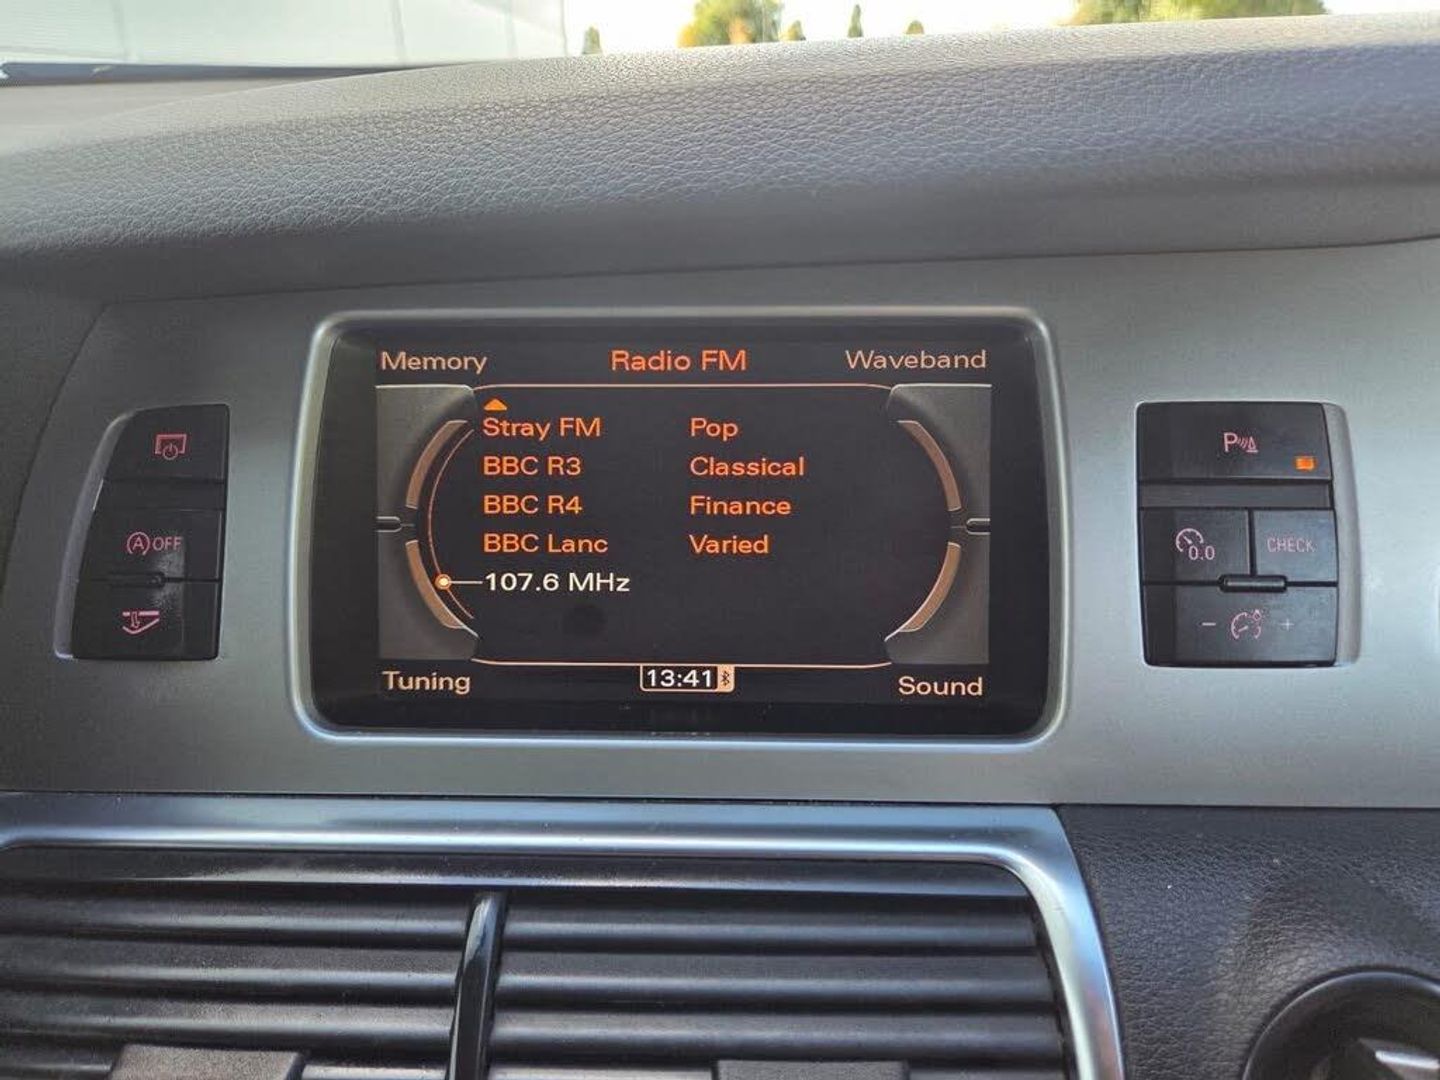 Memory Radio FM Waveband
Stray FM Pop
BBC R3 Classical
BBC R4 Finance
BBC Lanc Varied
107.6 MHz
Tuning 13:41 Sound
(A) OFF
P
0.0 CHECK
- +